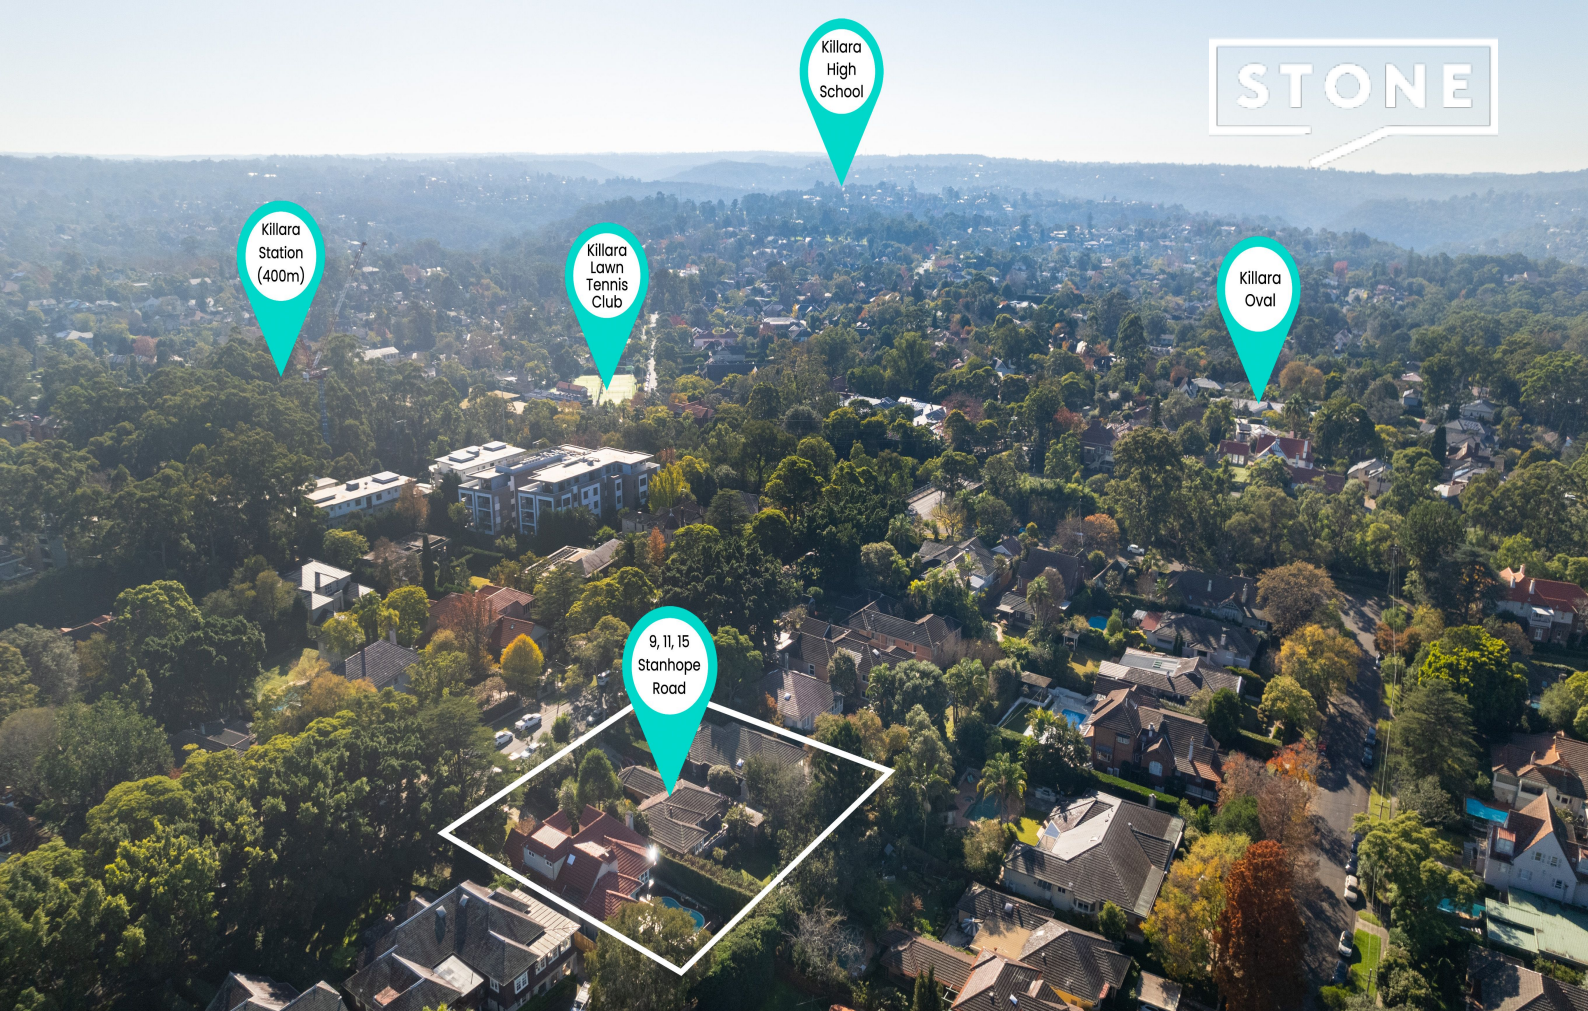 Killara
High
School
STONE
Killara
Station
(400m)
Killara
Lawn
Tennis
Club
Killara
Oval
9, 11, 15
Stanhope
Road